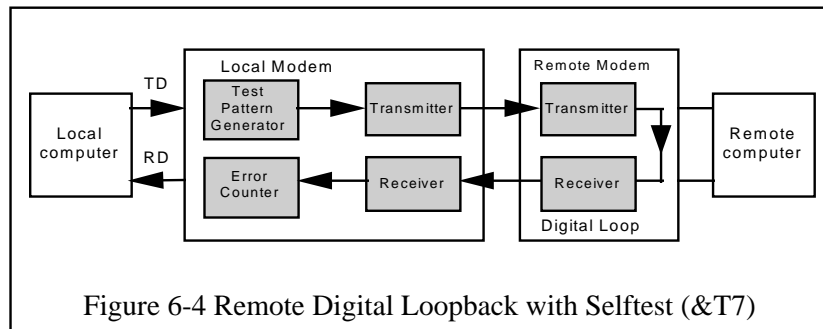 Local Modem
Remote Modem
TD
Test
Pattern
Generator
Transmitter
Transmitter
Local
computer
Remote
computer
RD
Error
Counter
Receiver
Receiver
Digital Loop
Figure 6-4 Remote Digital Loopback with Selftest (&T7)